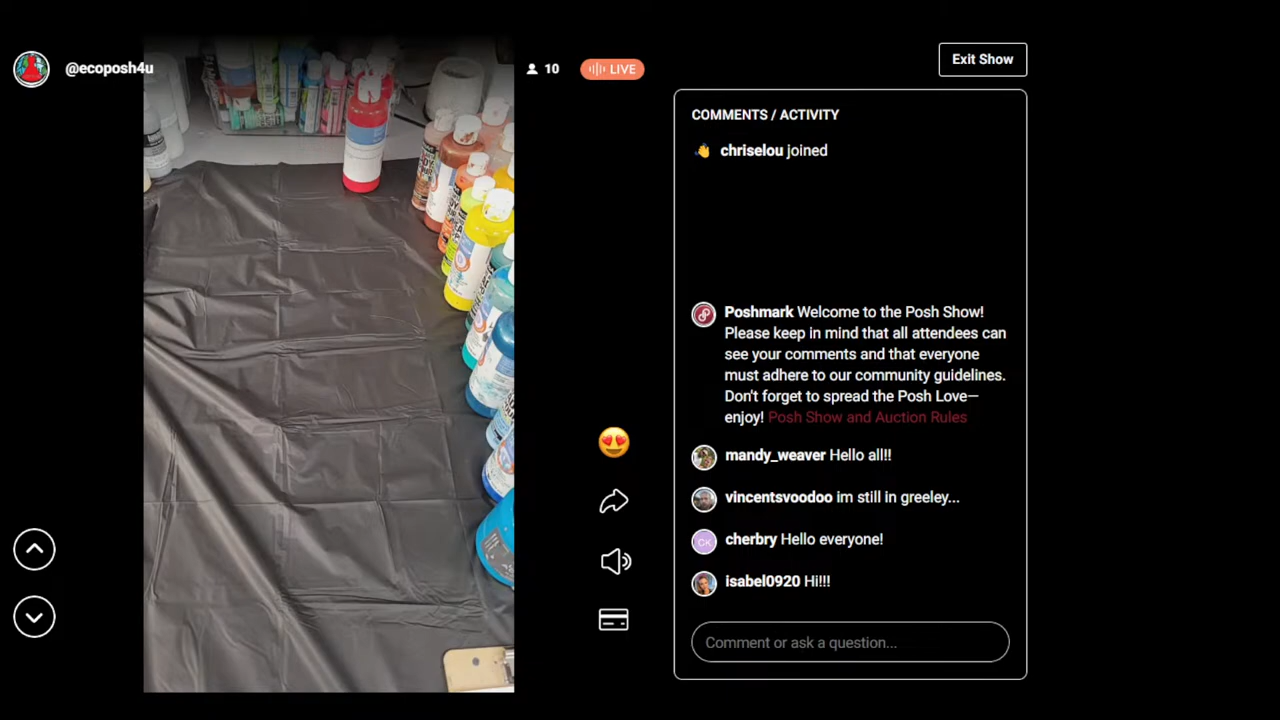 @ecoposh4u
10
LIVE
Exit Show
COMMENTS / ACTIVITY
chriselou joined
Poshmark Welcome to the Posh Show!
Please keep in mind that all attendees can
see your comments and that everyone
must adhere to our community guidelines.
Don't forget to spread the Posh Love—
enjoy! Posh Show and Auction Rules
mandy_weaver Hello all!!
vincentsvoodoo im still in greeley...
cherbry Hello everyone!
CK
isabel0920 Hi!!!
Comment or ask a question...